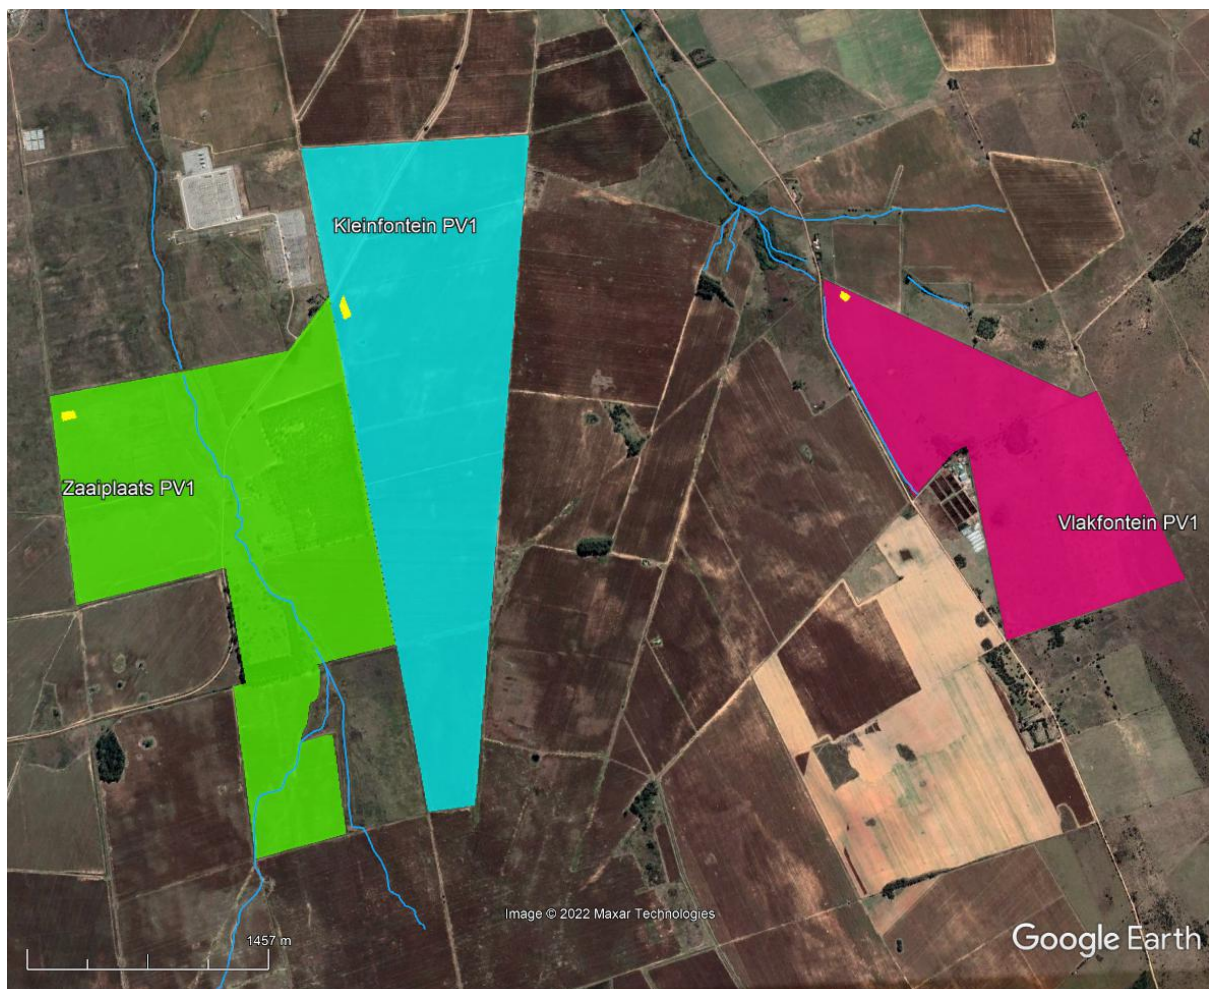 Kleinfontein PV1
Zaaiplaats PV1
Vlakfontein PV1
Image © 2022 Maxar Technologies
1457 m
Google Earth